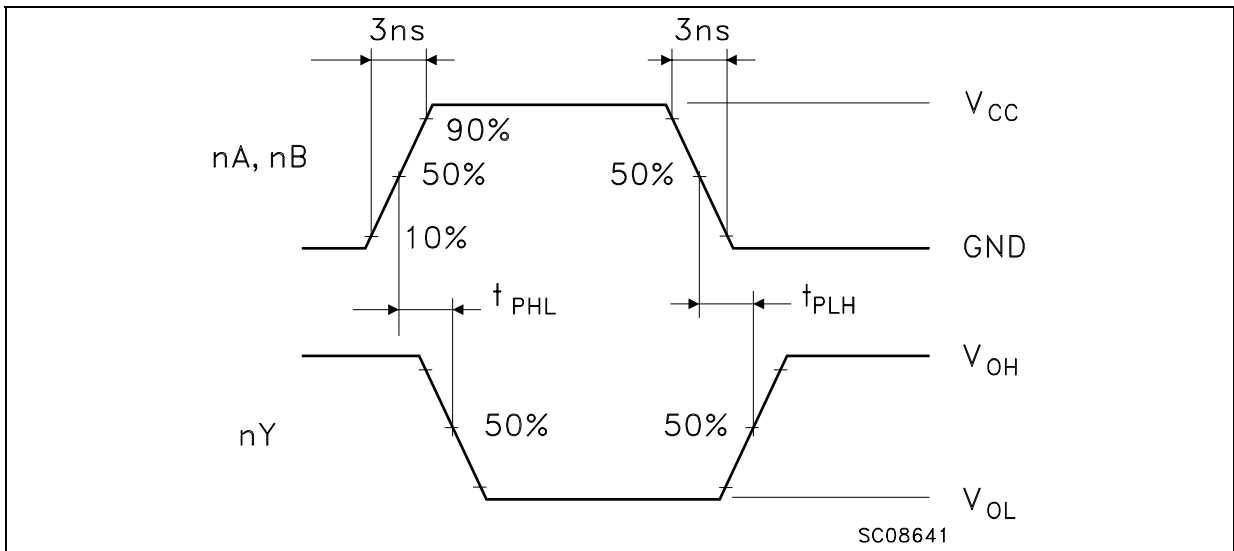 3ns 3ns
V_CC
90%
nA, nB 50% 50%
10% GND
t_PHL t_PLH
V_OH
nY 50% 50%
V_OL
SC08641